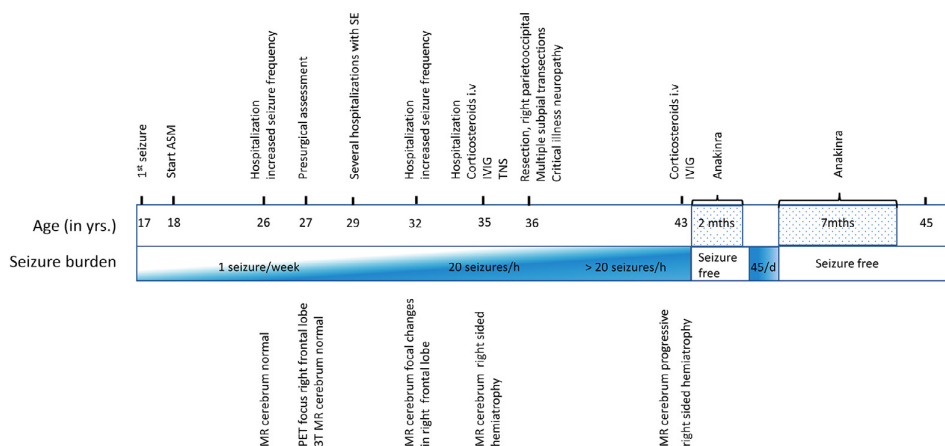 1st seizure
Start ASM
Hospitalization
increased seizure frequency
Presurgical assessment
Several hospitalizations with SE
Hospitalization
increased seizure frequency
Hospitalization
Corticosteroids i.v
IVIG
TNS
Resection, right parietooccipital
Multiple subpial transections
Critical illness neuropathy
Corticosteroids i.v
IVIG
Anakinra
Anakinra
Age (in yrs.) 17 18 26 27 29 32 35 36 43 2 mths 7mths 45
Seizure burden 1 seizure/week 20 seizures/h > 20 seizures/h Seizure free 45/d Seizure free
MR cerebrum normal
PET focus right frontal lobe
3T MR cerebrum normal
MR cerebrum focal changes
in right frontal lobe
MR cerebrum right sided
hemiatrophy
MR cerebrum progressive
right sided hemiatrophy